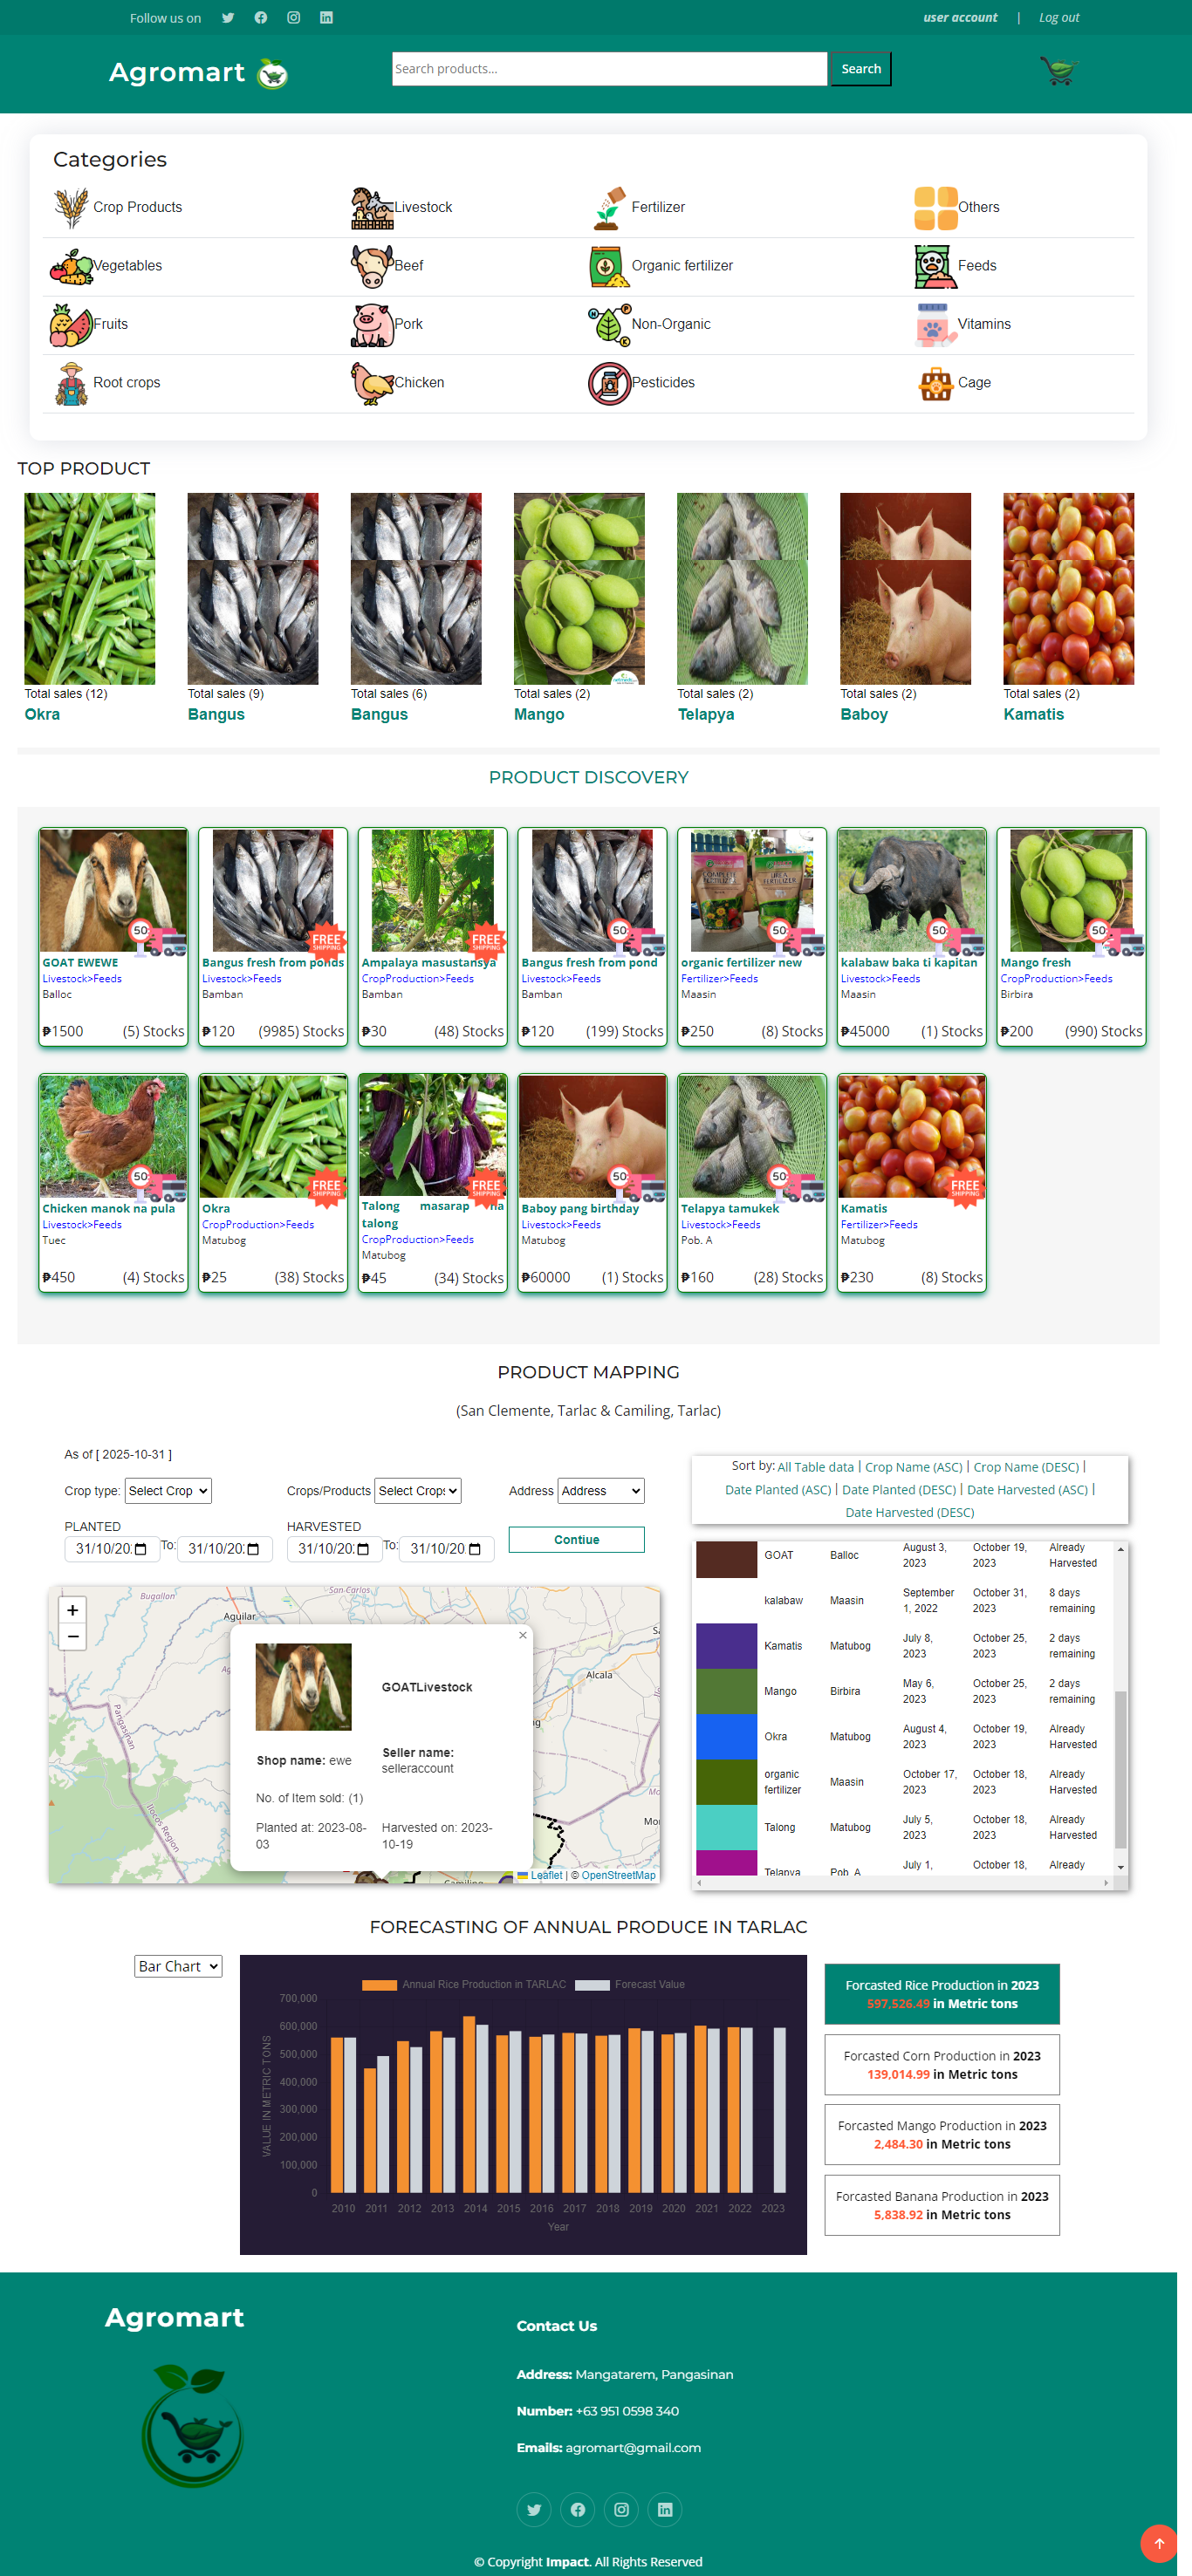 Follow us on
user account | Log out
Agromart
Search products...
Search
Categories
Crop Products
Livestock
Fertilizer
Others
Vegetables
Beef
Organic fertilizer
Feeds
Fruits
Pork
Non-Organic
Vitamins
Root crops
Chicken
Pesticides
Cage
TOP PRODUCT
Total sales (12)
Okra
Total sales (9)
Bangus
Total sales (6)
Bangus
Total sales (2)
Mango
Total sales (2)
Telapya
Total sales (2)
Baboy
Total sales (2)
Kamatis
PRODUCT DISCOVERY
50
GOAT EWEWE
Livestock>Feeds
Balloc
₱1500 (5) Stocks
FREE
SHIPPING
Bangus fresh from ponds
Livestock>Feeds
Bamban
₱120 (9985) Stocks
FREE
SHIPPING
Ampalaya masustansya
CropProduction>Feeds
Bamban
₱30 (48) Stocks
50
Bangus fresh from pond
Livestock>Feeds
Bamban
₱120 (199) Stocks
COMPLETE
FERTILIZER
UREA
FERTILIZER
50
organic fertilizer new
Fertilizer>Feeds
Maasin
₱250 (8) Stocks
50
kalabaw baka ti kapitan
Livestock>Feeds
Maasin
₱45000 (1) Stocks
50
Mango fresh
CropProduction>Feeds
Birbira
₱200 (990) Stocks
50
Chicken manok na pula
Livestock>Feeds
Tuec
₱450 (4) Stocks
FREE
SHIPPING
Okra
CropProduction>Feeds
Matubog
₱25 (38) Stocks
FREE
SHIPPING
Talong masarap na
talong
CropProduction>Feeds
Matubog
₱45 (34) Stocks
50
Baboy pang birthday
Livestock>Feeds
Matubog
₱60000 (1) Stocks
50
Telapya tamukek
Livestock>Feeds
Pob. A
₱160 (28) Stocks
FREE
SHIPPING
Kamatis
Fertilizer>Feeds
Matubog
₱230 (8) Stocks
PRODUCT MAPPING
(San Clemente, Tarlac & Camiling, Tarlac)
As of [ 2025-10-31 ]
Crop type: Select Crop
Crops/Products Select Crops
Address Address
PLANTED
31/10/20 To: 31/10/20
HARVESTED
31/10/20 To: 31/10/20
Contiue
Sort by: All Table data | Crop Name (ASC) | Crop Name (DESC) |
Date Planted (ASC) | Date Planted (DESC) | Date Harvested (ASC) |
Date Harvested (DESC)
+
−
Bugallon
San-Carlos
Aguilar
Alcala
Pangasinan
Ilocos Region
Camiling
×
GOATLivestock
Shop name: ewe
Seller name:
selleraccount
No. of Item sold: (1)
Planted at: 2023-08-
03
Harvested on: 2023-
10-19
Leaflet | © OpenStreetMap
GOAT Balloc August 3, 2023 October 19, 2023 Already Harvested
kalabaw Maasin September 1, 2022 October 31, 2023 8 days remaining
Kamatis Matubog July 8, 2023 October 25, 2023 2 days remaining
Mango Birbira May 6, 2023 October 25, 2023 2 days remaining
Okra Matubog August 4, 2023 October 19, 2023 Already Harvested
organic fertilizer Maasin October 17, 2023 October 18, 2023 Already Harvested
Talong Matubog July 5, 2023 October 18, 2023 Already Harvested
Telapya Pob. A July 1, October 18, Already
FORECASTING OF ANNUAL PRODUCE IN TARLAC
Bar Chart
Annual Rice Production in TARLAC Forecast Value
VALUE IN METRIC TONS
700,000
600,000
500,000
400,000
300,000
200,000
100,000
0
2010 2011 2012 2013 2014 2015 2016 2017 2018 2019 2020 2021 2022 2023
Year
Forcasted Rice Production in 2023
597,526.49 in Metric tons
Forcasted Corn Production in 2023
139,014.99 in Metric tons
Forcasted Mango Production in 2023
2,484.30 in Metric tons
Forcasted Banana Production in 2023
5,838.92 in Metric tons
Agromart
Contact Us
Address: Mangatarem, Pangasinan
Number: +63 951 0598 340
Emails: agromart@gmail.com
© Copyright Impact. All Rights Reserved